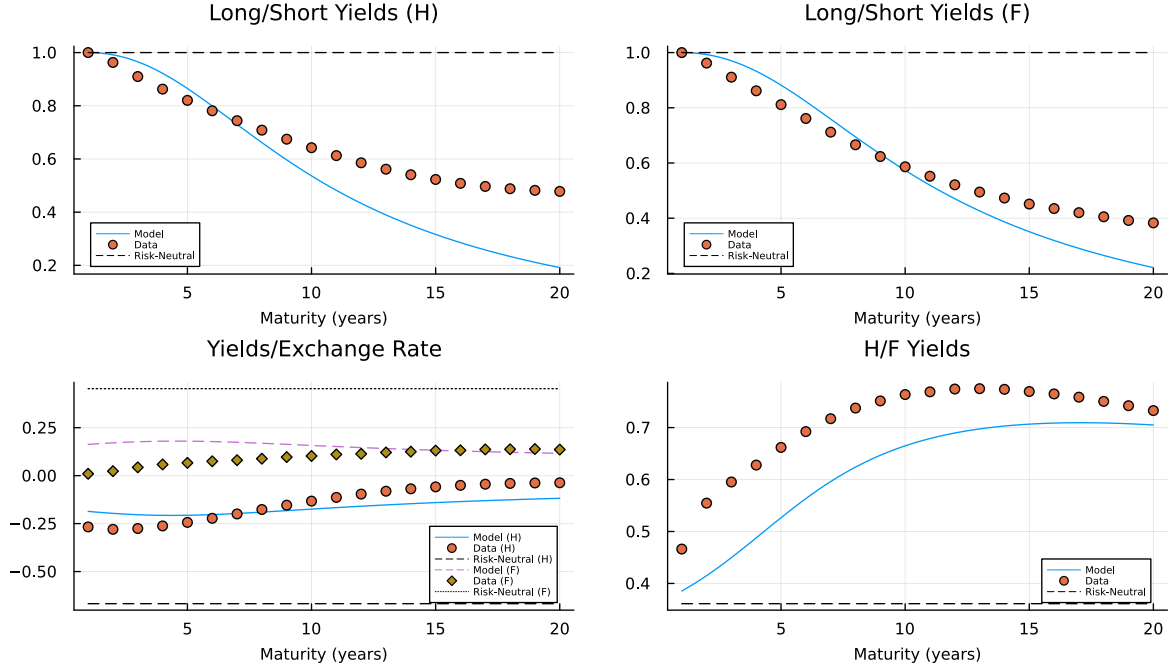 Long/Short Yields (H)
1.0
0.8
0.6
0.4
0.2
Model
Data
Risk-Neutral
5
10
15
20
Maturity (years)
Long/Short Yields (F)
1.0
0.8
0.6
0.4
0.2
Model
Data
Risk-Neutral
5
10
15
20
Maturity (years)
Yields/Exchange Rate
0.25
0.00
−0.25
−0.50
Model (H)
Data (H)
Risk-Neutral (H)
Model (F)
Data (F)
Risk-Neutral (F)
5
10
15
20
Maturity (years)
H/F Yields
0.7
0.6
0.5
0.4
Model
Data
Risk-Neutral
5
10
15
20
Maturity (years)